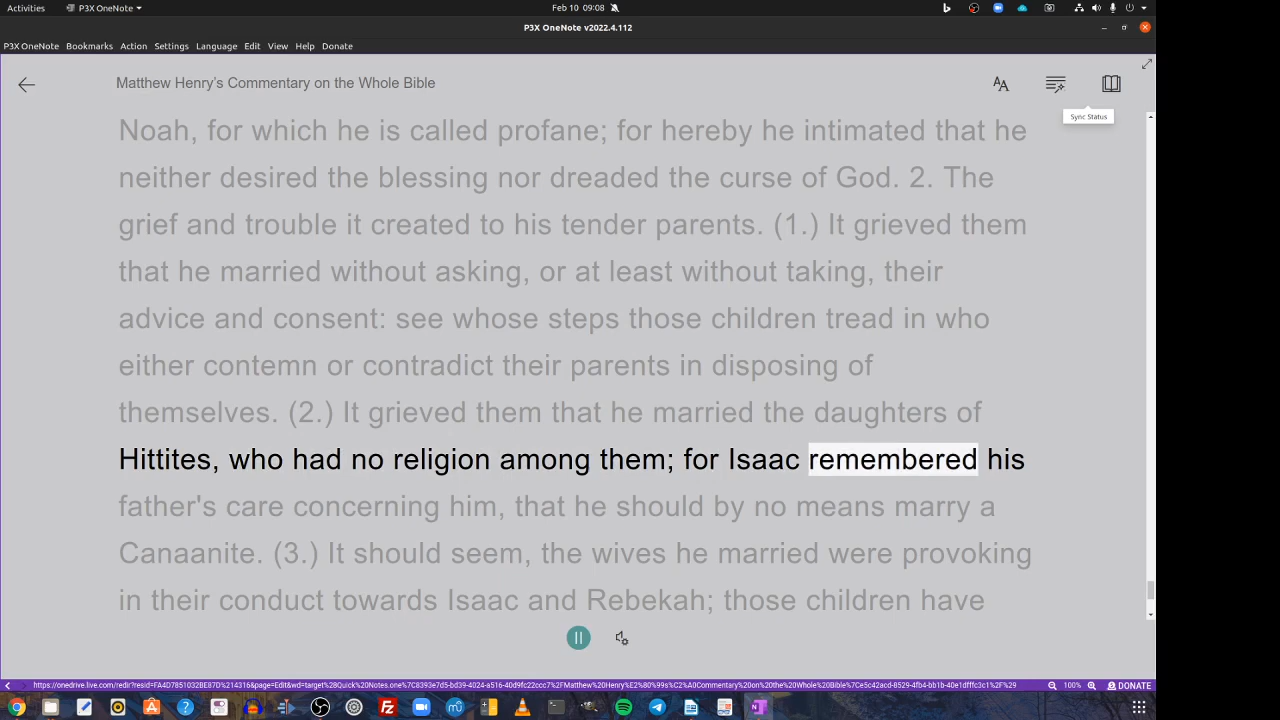 Activities
P3X OneNote
Feb 10 09:08
P3X OneNote v2022.4.112
P3X OneNote Bookmarks Action Settings Language Edit View Help Donate
Matthew Henry's Commentary on the Whole Bible
Sync Status
Noah, for which he is called profane; for hereby he intimated that he
neither desired the blessing nor dreaded the curse of God. 2. The
grief and trouble it created to his tender parents. (1.) It grieved them
that he married without asking, or at least without taking, their
advice and consent: see whose steps those children tread in who
either contemn or contradict their parents in disposing of
themselves. (2.) It grieved them that he married the daughters of
Hittites, who had no religion among them; for Isaac remembered his
father's care concerning him, that he should by no means marry a
Canaanite. (3.) It should seem, the wives he married were provoking
in their conduct towards Isaac and Rebekah; those children have
100%
DONATE